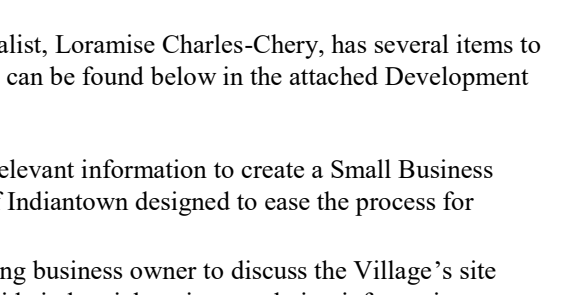 alist, Loramise Charles-Chery, has several items to
can be found below in the attached Development
elevant information to create a Small Business
Indiantown designed to ease the process for
ng business owner to discuss the Village's site